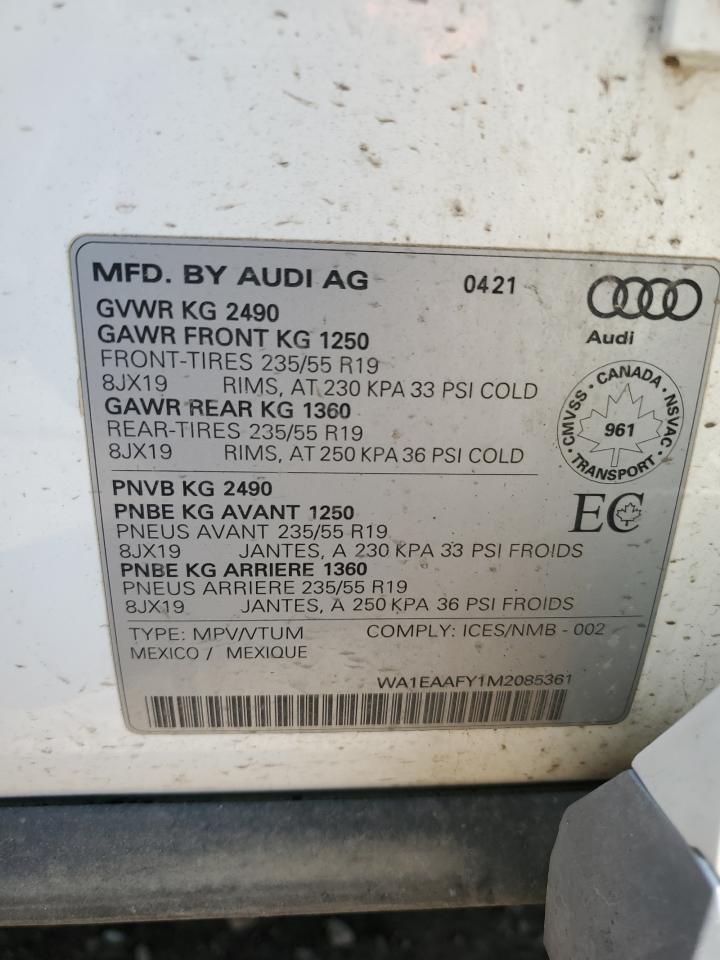 MFD. BY AUDI AG 0421
GVWR KG 2490
GAWR FRONT KG 1250
FRONT-TIRES 235/55 R19
8JX19 RIMS, AT 230 KPA 33 PSI COLD
GAWR REAR KG 1360
REAR-TIRES 235/55 R19
8JX19 RIMS, AT 250 KPA 36 PSI COLD
Audi
CMVSS · CANADA · NSVAC · TRANSPORT ·
961
PNVB KG 2490
PNBE KG AVANT 1250
PNEUS AVANT 235/55 R19
8JX19 JANTES, A 230 KPA 33 PSI FROIDS
PNBE KG ARRIERE 1360
PNEUS ARRIERE 235/55 R19
8JX19 JANTES, A 250 KPA 36 PSI FROIDS
EC
TYPE: MPV/VTUM COMPLY: ICES/NMB - 002
MEXICO / MEXIQUE
WA1EAAFY1M2085361